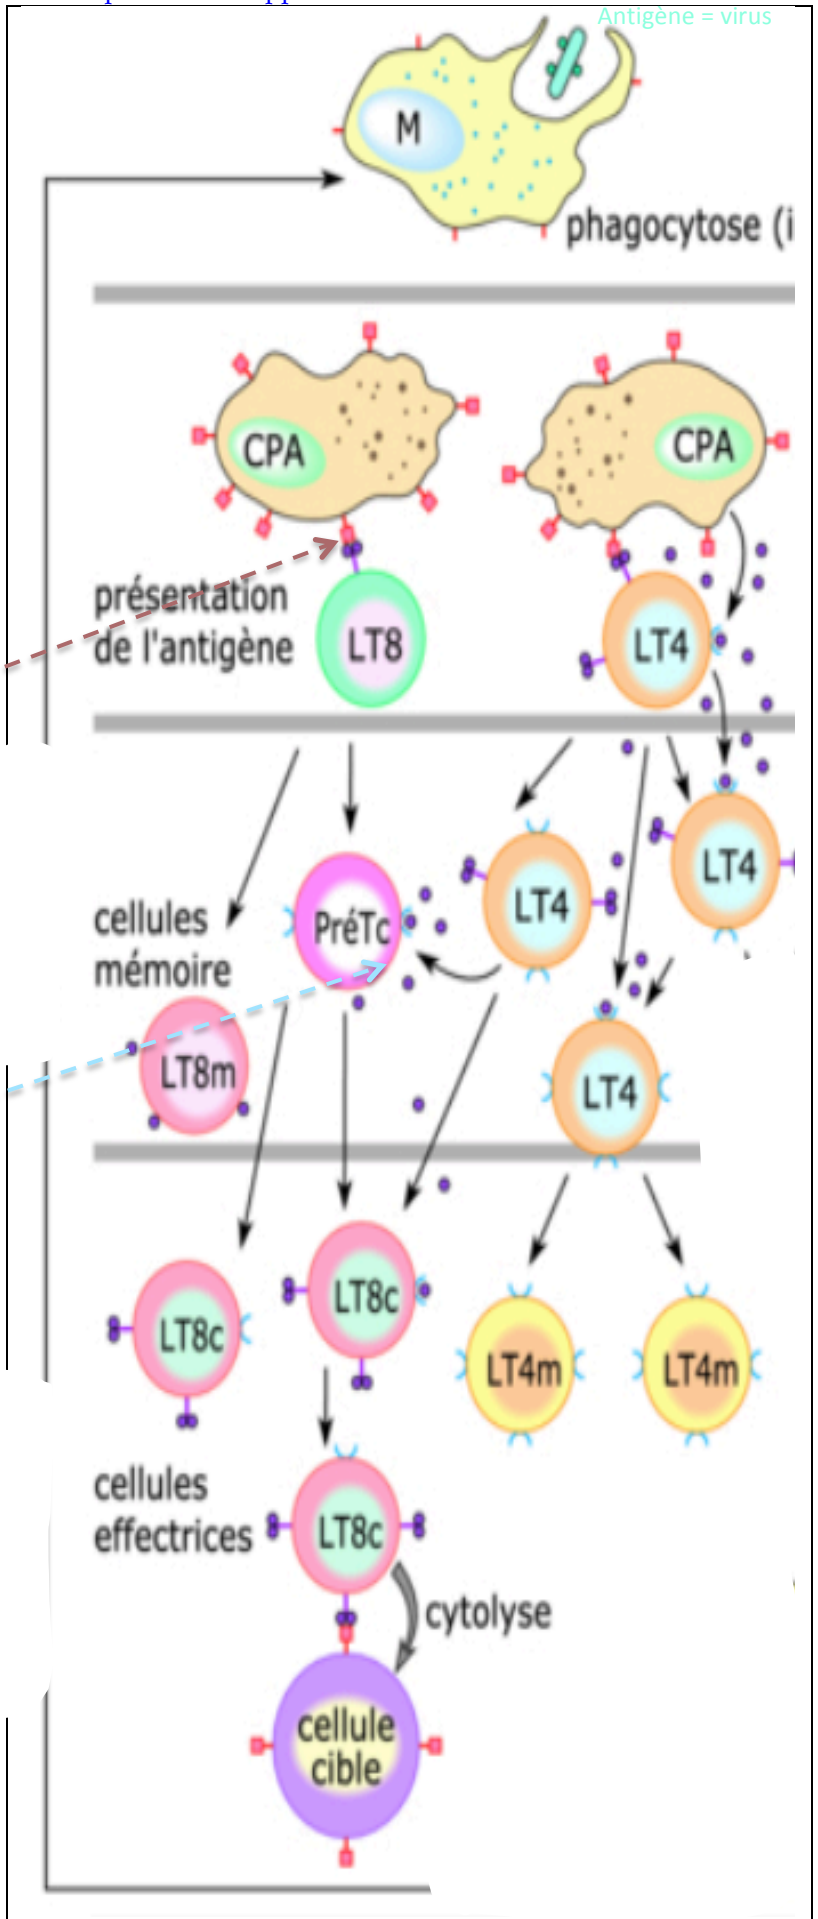 Antigène = virus
M
phagocytose (i
CPA
CPA
présentation
de l'antigène
LT8
LT4
cellules
mémoire
PréTc
LT4
LT4
LT8m
LT4
LT8c
LT8c
LT4m
LT4m
cellules
effectrices
LT8c
cytolyse
cellule
cible